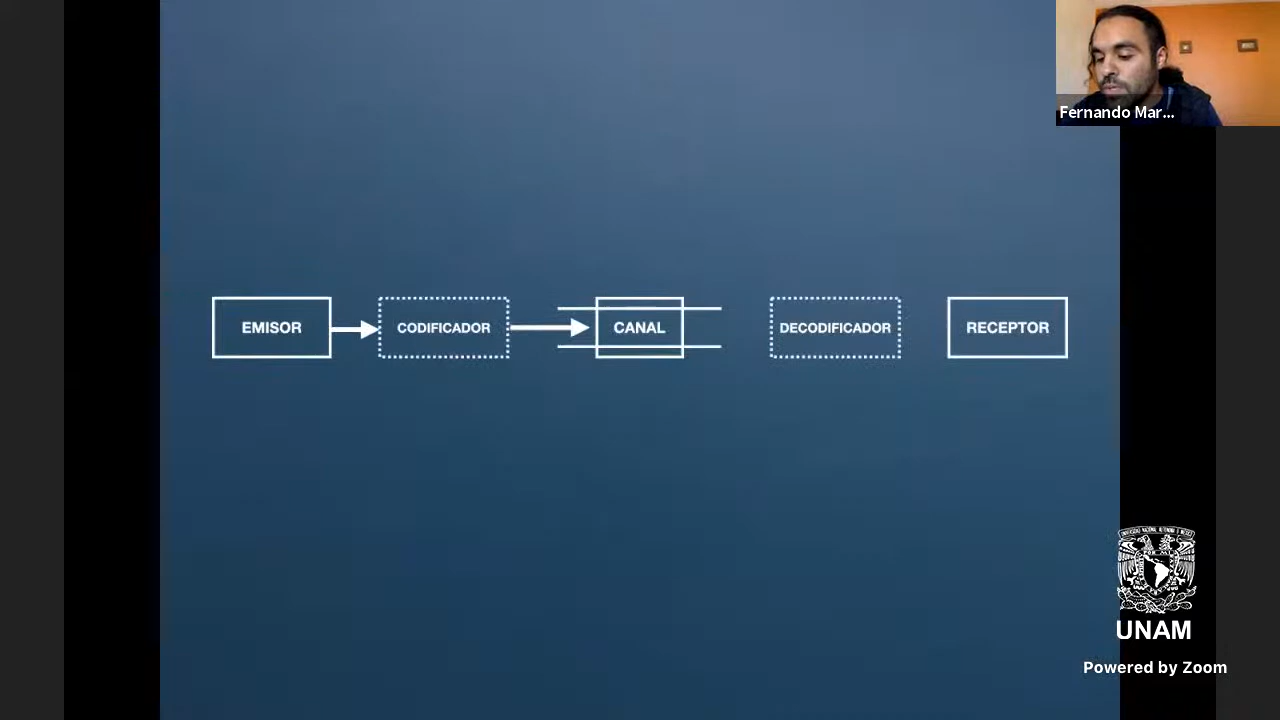 Fernando Mar...
EMISOR
CODIFICADOR
CANAL
DECODIFICADOR
RECEPTOR
UNAM
Powered by Zoom